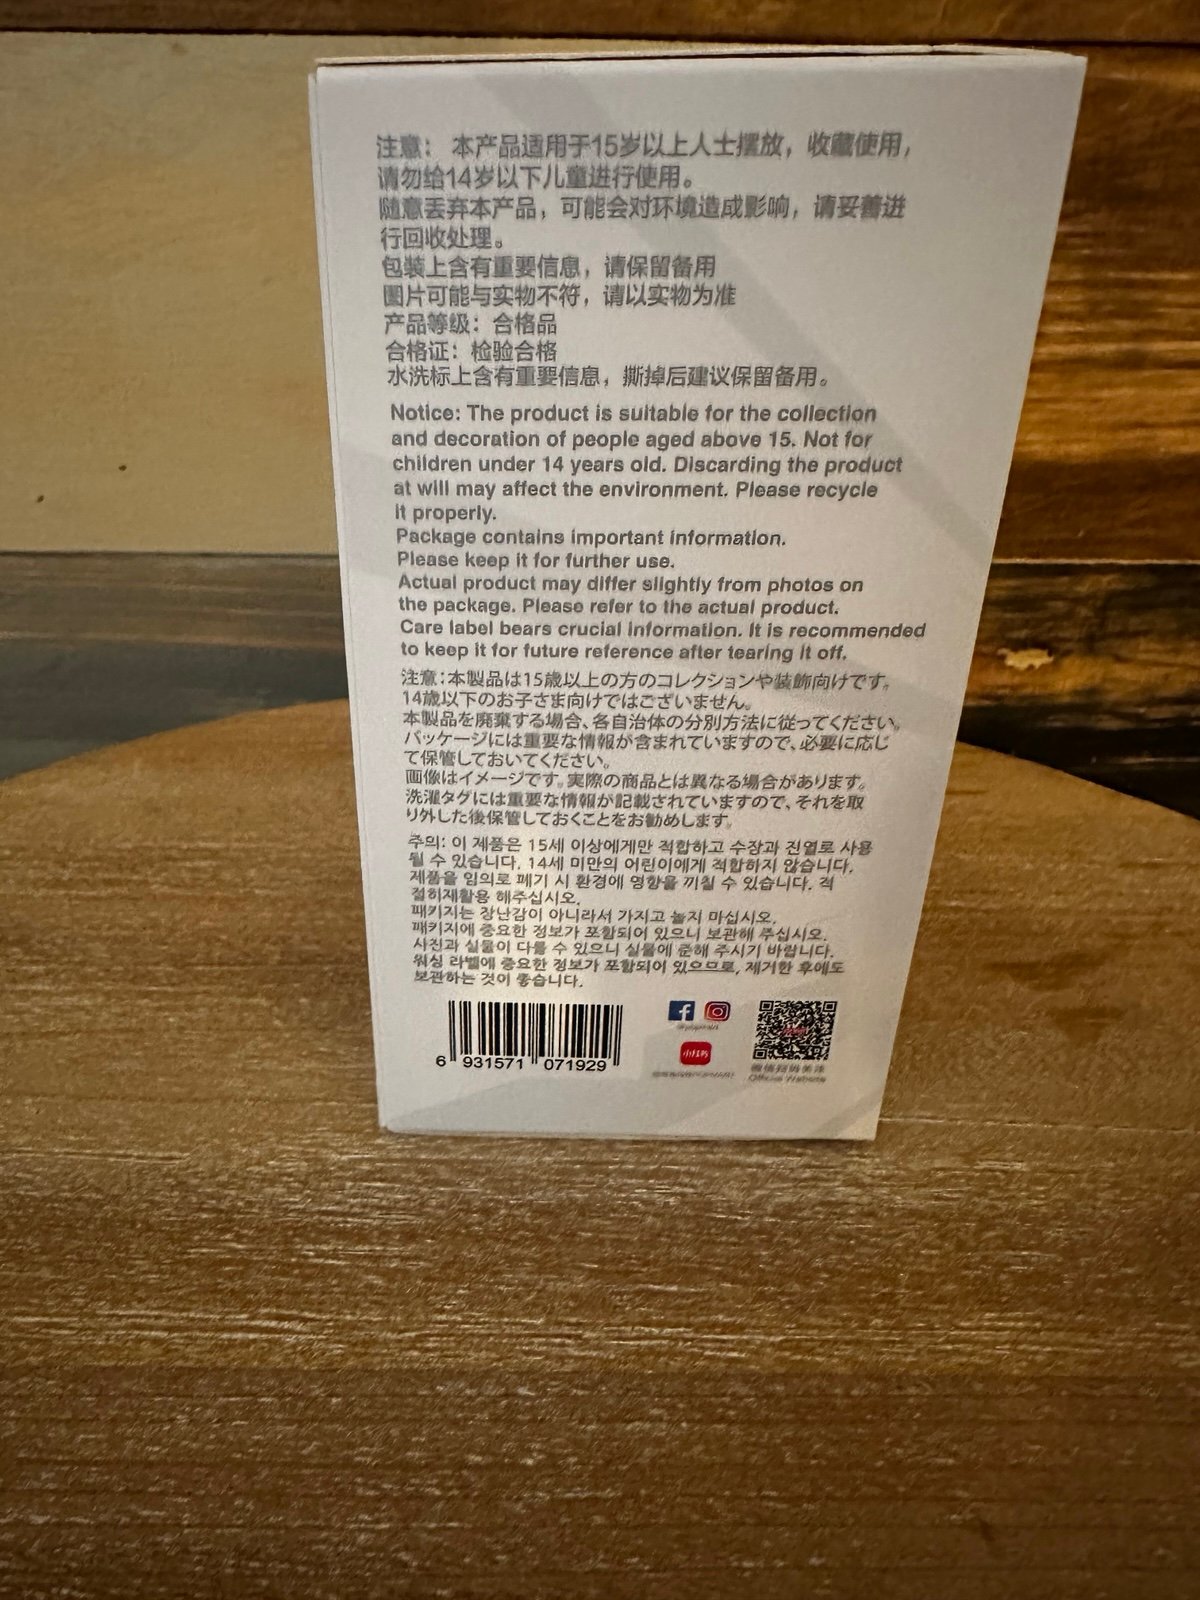 注意： 本产品适用于15岁以上人士摆放，收藏使用，
请勿给14岁以下儿童进行使用。
随意丢弃本产品，可能会对环境造成影响，请妥善进
行回收处理。
包装上含有重要信息，请保留备用
图片可能与实物不符，请以实物为准
产品等级：合格品
合格证：检验合格
水洗标上含有重要信息，撕掉后建议保留备用。
Notice: The product is suitable for the collection
and decoration of people aged above 15. Not for
children under 14 years old. Discarding the product
at will may affect the environment. Please recycle
it properly.
Package contains important information.
Please keep it for further use.
Actual product may differ slightly from photos on
the package. Please refer to the actual product.
Care label bears crucial information. It is recommended
to keep it for future reference after tearing it off.
注意：本製品は15歳以上の方のコレクションや装飾向けです。
14歳以下のお子さま向けではございません。
本製品を廃棄する場合、各自治体の分別方法に従ってください。
パッケージには重要な情報が含まれていますので、必要に応じ
て保管しておいてください。
画像はイメージです。実際の商品とは異なる場合があります。
洗濯タグには重要な情報が記載されていますので、それを取
り外した後保管しておくことをお勧めします。
주의: 이 제품은 15세 이상에게만 적합하고 수장과 진열로 사용
될 수 있습니다. 14세 미만의 어린이에게 적합하지 않습니다.
제품을 임의로 폐기 시 환경에 영향을 끼칠 수 있습니다. 적
절히재활용 해주십시오.
패키지는 장난감이 아니라서 가지고 놀지 마십시오.
패키지에 중요한 정보가 포함되어 있으니 보관해 주십시오.
사진과 실물이 다를 수 있으니 실물에 준해 주시기 바랍니다.
워싱 라벨에 중요한 정보가 포함되어 있으므로, 제거한 후에도
보관하는 것이 좋습니다.
6 931571 071929
小红书
Official Website